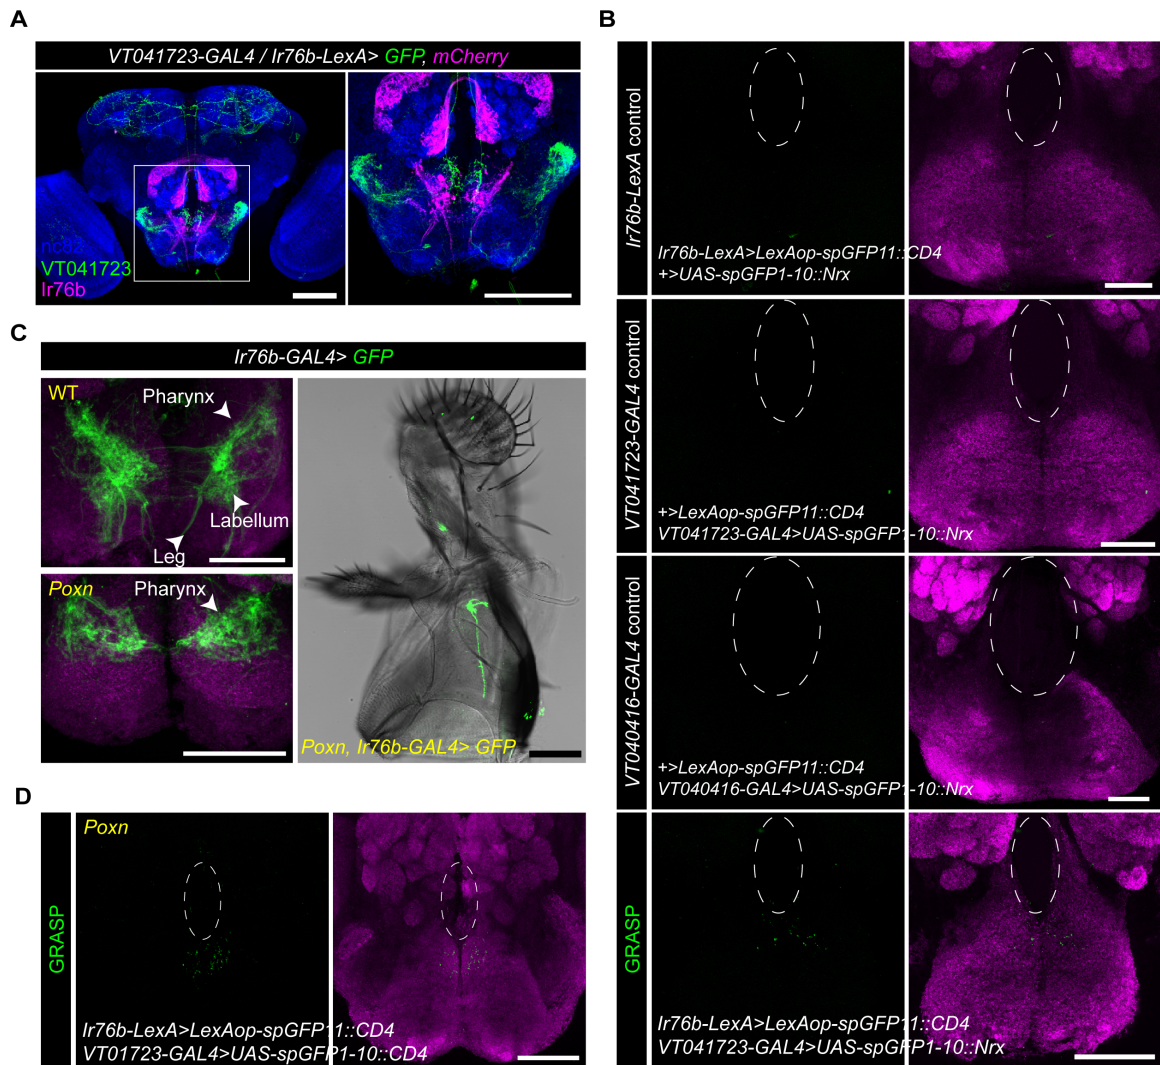 A
VT041723-GAL4 / Ir76b-LexA> GFP, mCherry
nc82
VT041723
Ir76b
B
Ir76b-LexA control
Ir76b-LexA>LexAop-spGFP11::CD4
+>UAS-spGFP1-10::Nrx
VT041723-GAL4 control
+>LexAop-spGFP11::CD4
VT041723-GAL4>UAS-spGFP1-10::Nrx
VT040416-GAL4 control
+>LexAop-spGFP11::CD4
VT040416-GAL4>UAS-spGFP1-10::Nrx
GRASP
Ir76b-LexA>LexAop-spGFP11::CD4
VT041723-GAL4>UAS-spGFP1-10::Nrx
C
Ir76b-GAL4> GFP
WT
Pharynx
Labellum
Leg
Poxn
Pharynx
Poxn, Ir76b-GAL4> GFP
D
GRASP
Poxn
Ir76b-LexA>LexAop-spGFP11::CD4
VT01723-GAL4>UAS-spGFP1-10::CD4